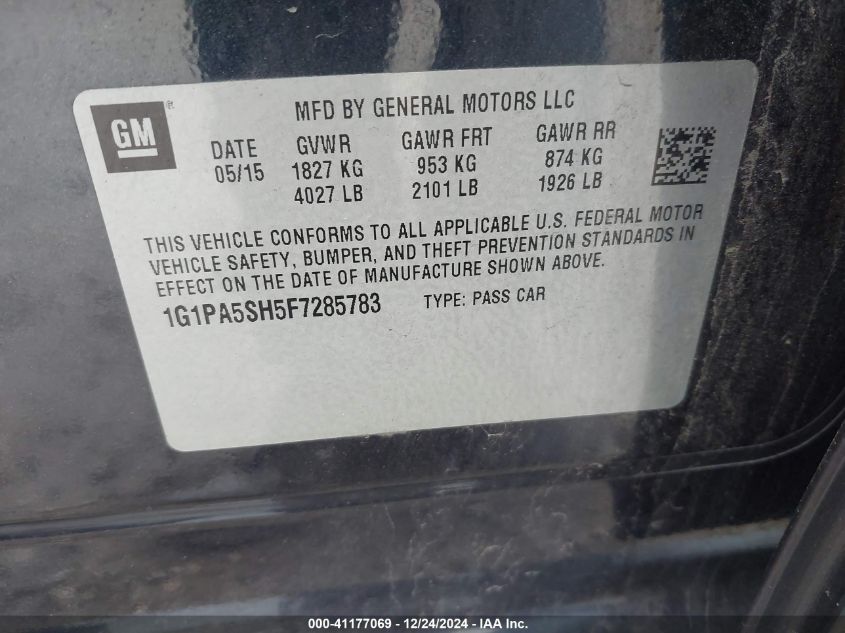 GM ®
MFD BY GENERAL MOTORS LLC
DATE GVWR GAWR FRT GAWR RR
05/15 1827 KG 953 KG 874 KG
4027 LB 2101 LB 1926 LB
THIS VEHICLE CONFORMS TO ALL APPLICABLE U.S. FEDERAL MOTOR
VEHICLE SAFETY, BUMPER, AND THEFT PREVENTION STANDARDS IN
EFFECT ON THE DATE OF MANUFACTURE SHOWN ABOVE.
1G1PA5SH5F7285783 TYPE: PASS CAR
000-41177069 - 12/24/2024 - IAA Inc.